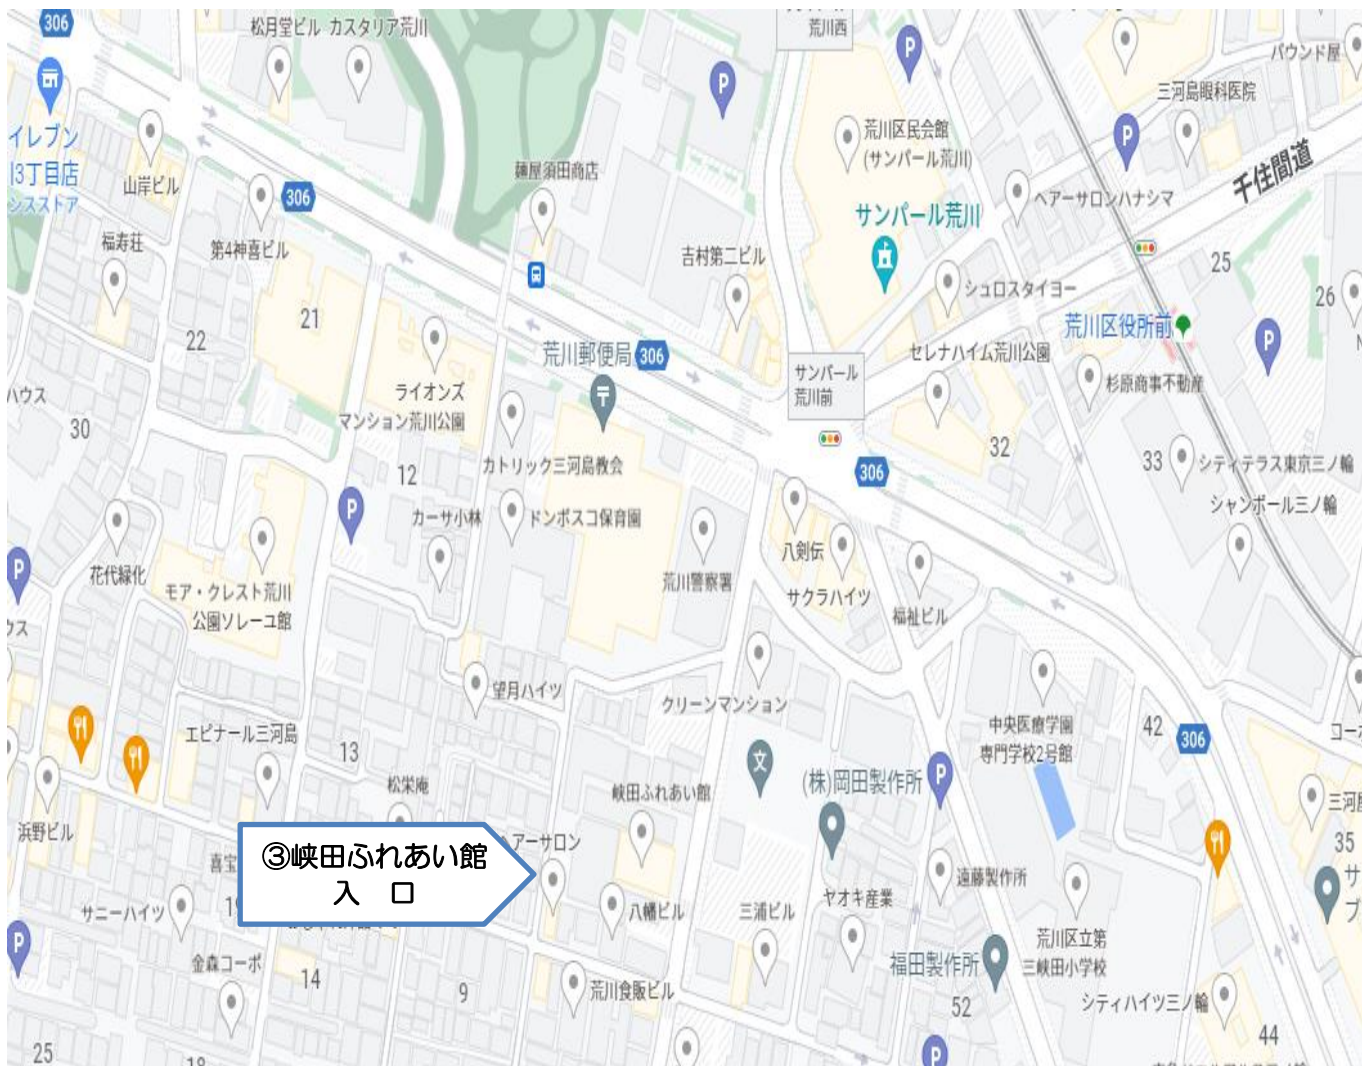 306
松月堂ビル
カスタリア荒川
荒川西
P
P
バウンド屋
三河島眼科医院
イレブン
3丁目店
ンスストア
山岸ビル
306
麺屋須田商店
荒川区民会館
(サンパール荒川)
P
千住間道
ヘアーサロンハナシマ
サンパール荒川
福寿荘
第4神喜ビル
吉村第二ビル
25
シュロスタイヨー
26
21
22
荒川区役所前
荒川郵便局
306
セレナハイム荒川公園
P
サンパール
荒川前
杉原商事不動産
ハウス
ライオンズ
マンション荒川公園
30
カトリック三河島教会
12
32
33
シティテラス東京三ノ輪
306
シャンボール三ノ輪
P
カーサ小林
ドンボスコ保育園
八剣伝
P
花代緑化
モア・クレスト荒川
公園ソレーユ館
荒川警察署
サクラハイツ
福祉ビル
ウス
望月ハイツ
クリーンマンション
中央医療学園
専門学校2号館
42
306
エピナール三河島
13
文
(株)岡田製作所
P
松栄庵
峡田ふれあい館
浜野ビル
35
③峡田ふれあい館
入 口
ヘアーサロン
喜宝
サニーハイツ
八幡ビル
三浦ビル
ヤオキ産業
遠藤製作所
サ
プ
P
金森コーポ
14
9
荒川食販ビル
福田製作所
荒川区立第
三峡田小学校
52
シティハイツ三ノ輪
44
25
18
P